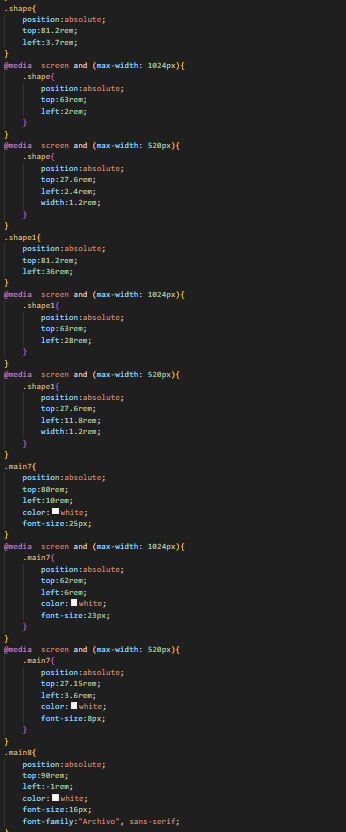 }
.shape{
position:absolute;
top:81.2rem;
left:3.7rem;
}
@media  screen and (max-width: 1024px){
.shape{
position:absolute;
top:63rem;
left:2rem;
}
}
@media  screen and (max-width: 520px){
.shape{
position:absolute;
top:27.6rem;
left:2.4rem;
width:1.2rem;
}
}
.shape1{
position:absolute;
top:81.2rem;
left:36rem;
}
@media  screen and (max-width: 1024px){
.shape1{
position:absolute;
top:63rem;
left:28rem;
}
}
@media  screen and (max-width: 520px){
.shape1{
position:absolute;
top:27.6rem;
left:11.8rem;
width:1.2rem;
}
}
.main7{
position:absolute;
top:80rem;
left:10rem;
color:white;
font-size:25px;
}
@media  screen and (max-width: 1024px){
.main7{
position:absolute;
top:62rem;
left:6rem;
color:white;
font-size:23px;
}
}
@media  screen and (max-width: 520px){
.main7{
position:absolute;
top:27.15rem;
left:3.6rem;
color:white;
font-size:8px;
}
}
.main8{
position:absolute;
top:90rem;
left:-1rem;
color:white;
font-size:16px;
font-family:"Archivo", sans-serif;
}